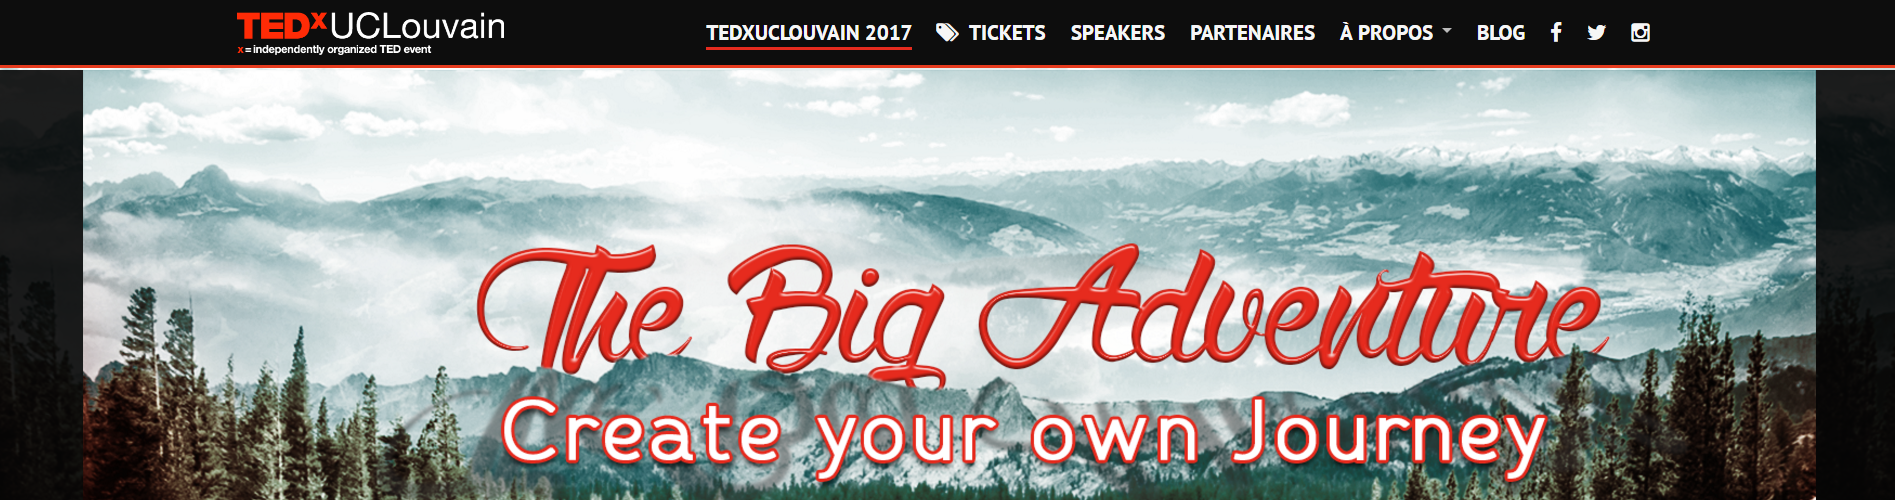 TEDxUCLouvain
x = independently organized TED event
TEDXUCLOUVAIN 2017 TICKETS SPEAKERS PARTENAIRES À PROPOS BLOG
The Big Adventure
Create your own Journey